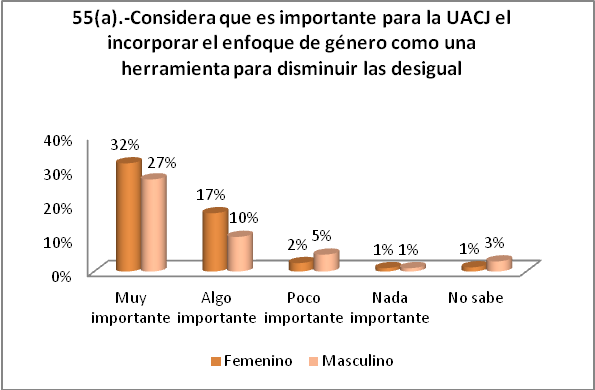 55(a).-Considera que es importante para la UACJ el
incorporar el enfoque de género como una
herramienta para disminuir las desigual
40%
30%
20%
10%
0%
32%
27%
17%
10%
2%
5%
1%
1%
1%
3%
Muy
importante
Algo
importante
Poco
importante
Nada
importante
No sabe
Femenino
Masculino